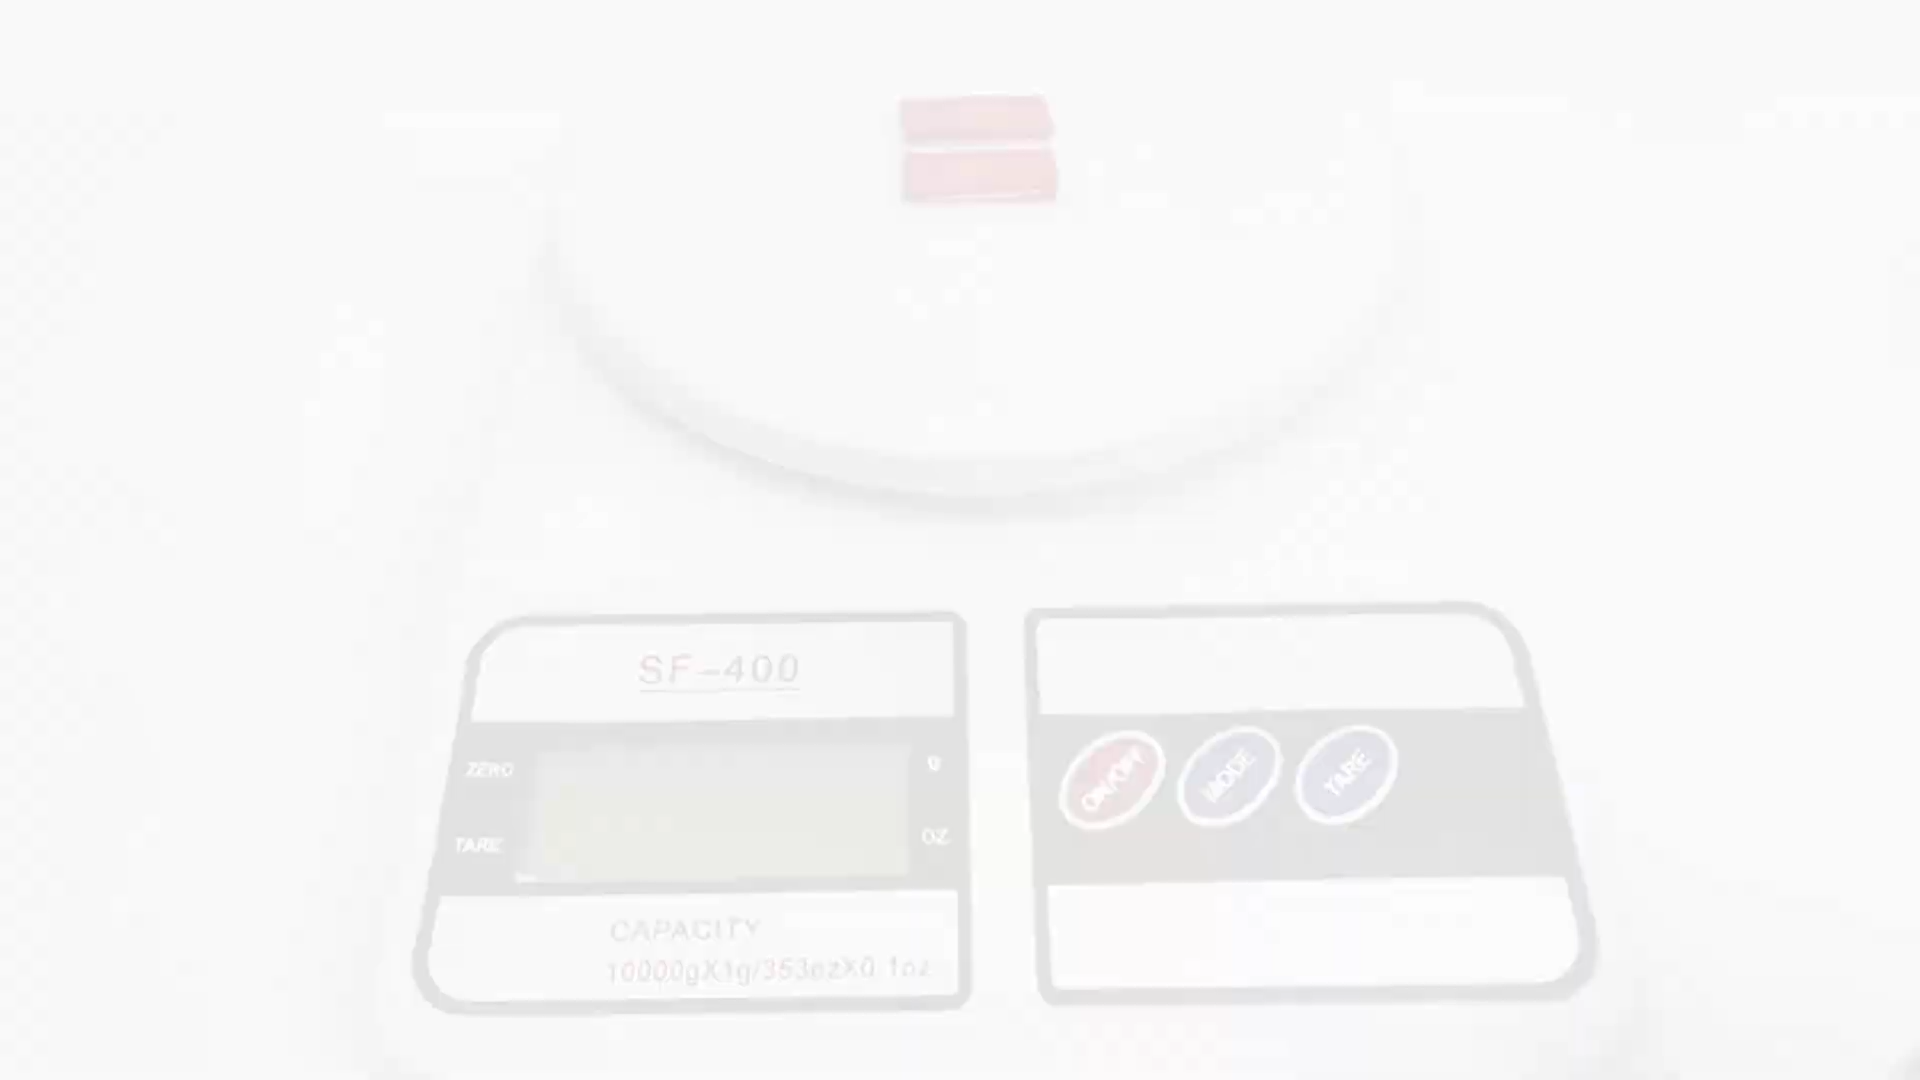 SF-400
ZERO
g
TARE
OZ
CAPACITY
10000gX1g/353ozX0.1oz
ON/OFF
MODE
TARE